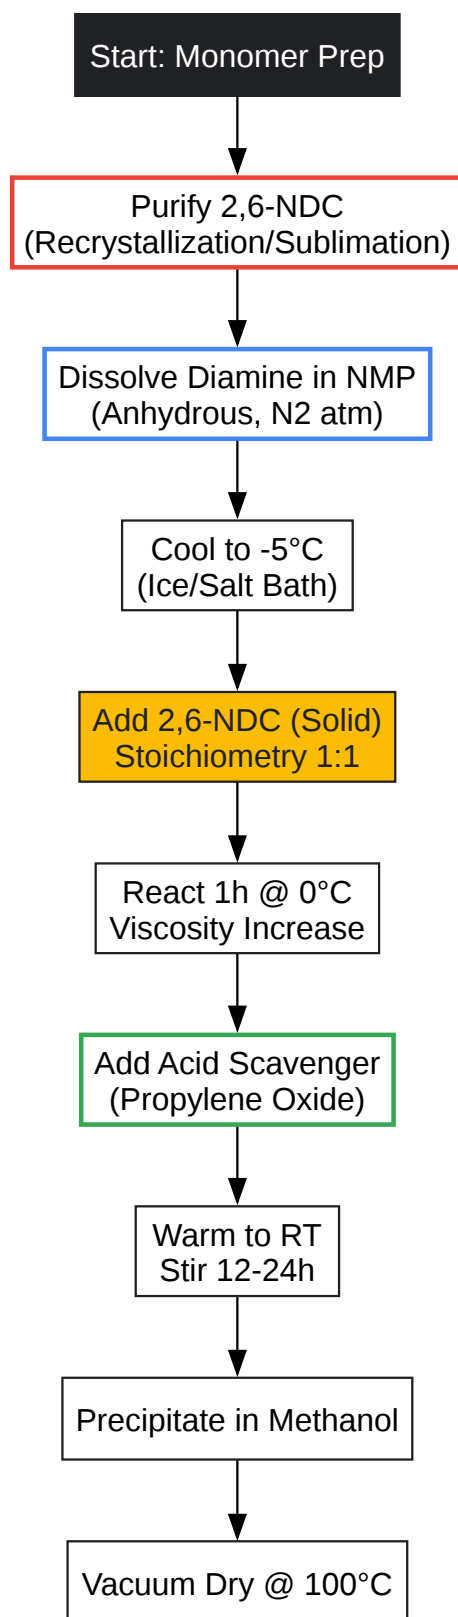 Start: Monomer Prep
Purify 2,6-NDC
(Recrystallization/Sublimation)
Dissolve Diamine in NMP
(Anhydrous, N2 atm)
Cool to -5°C
(Ice/Salt Bath)
Add 2,6-NDC (Solid)
Stoichiometry 1:1
React 1h @ 0°C
Viscosity Increase
Add Acid Scavenger
(Propylene Oxide)
Warm to RT
Stir 12-24h
Precipitate in Methanol
Vacuum Dry @ 100°C